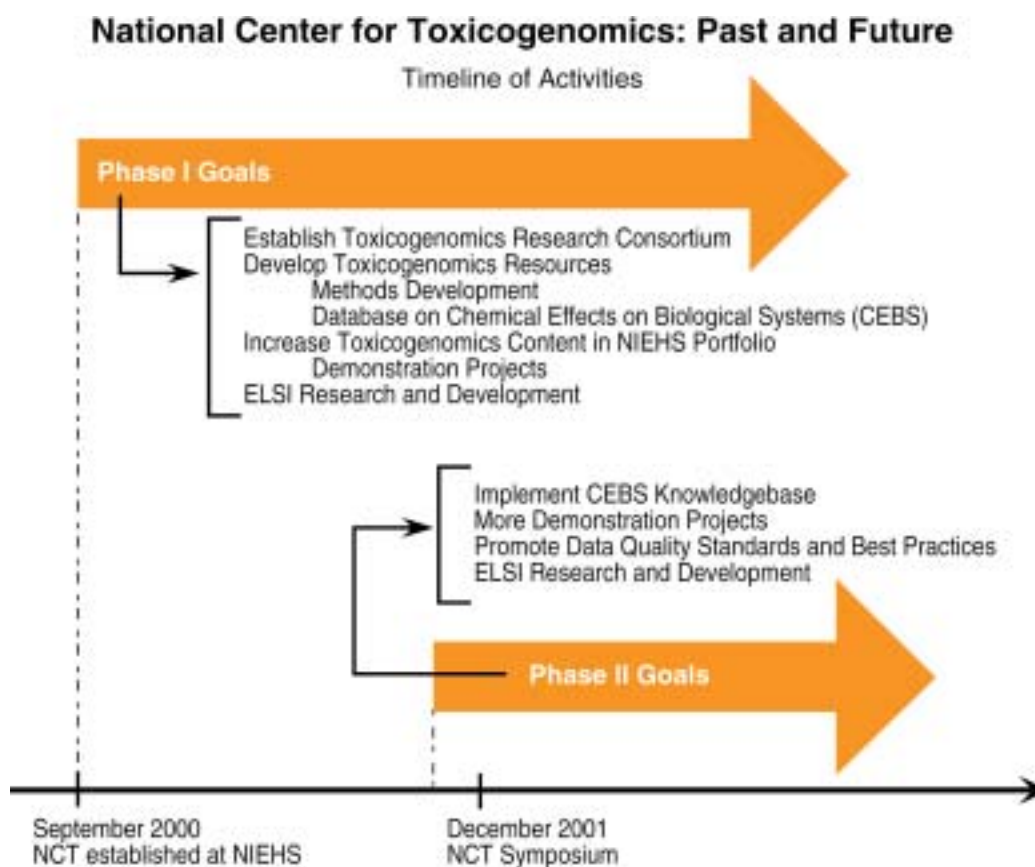 National Center for Toxicogenomics: Past and Future
Timeline of Activities
Phase I Goals
Establish Toxicogenomics Research Consortium
Develop Toxicogenomics Resources
Methods Development
Database on Chemical Effects on Biological Systems (CEBS)
Increase Toxicogenomics Content in NIEHS Portfolio
Demonstration Projects
ELSI Research and Development
Implement CEBS Knowledgebase
More Demonstration Projects
Promote Data Quality Standards and Best Practices
ELSI Research and Development
Phase II Goals
September 2000
NCT established at NIEHS
December 2001
NCT Symposium